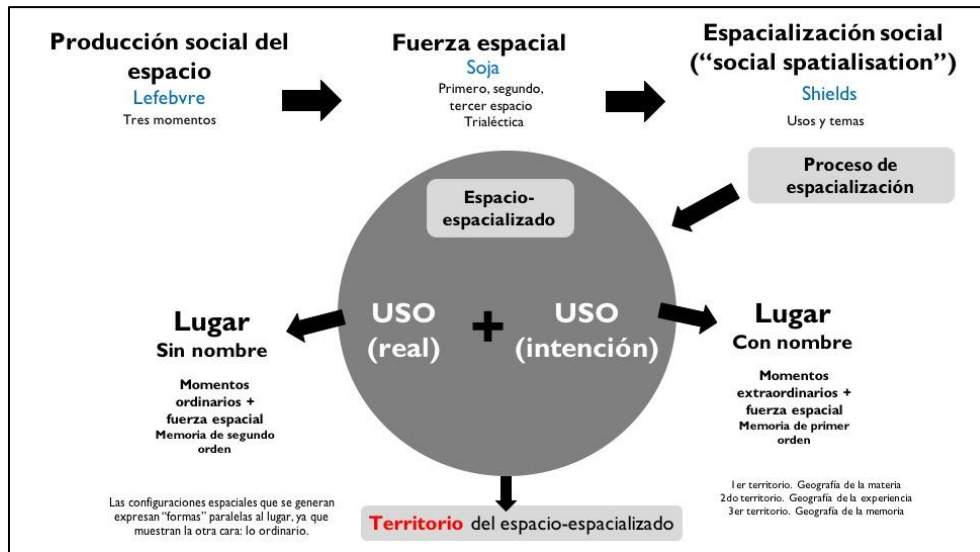 Producción social del
espacio
Lefebvre
Tres momentos
Fuerza espacial
Soja
Primero, segundo,
tercer espacio
Trialéctica
Espacialización social
(“social spatialisation”)
Shields
Usos y temas
Proceso de
espacialización
Espacio-
espacializado
USO
(real)
+
USO
(intención)
Lugar
Sin nombre
Momentos
ordinarios +
fuerza espacial
Memoria de segundo
orden
Lugar
Con nombre
Momentos
extraordinarios +
fuerza espacial
Memoria de primer
orden
Las configuraciones espaciales que se generan
expresan “formas” paralelas al lugar, ya que
muestran la otra cara: lo ordinario.
Territorio del espacio-espacializado
1er territorio. Geografía de la materia
2do territorio. Geografía de la experiencia
3er territorio. Geografía de la memoria